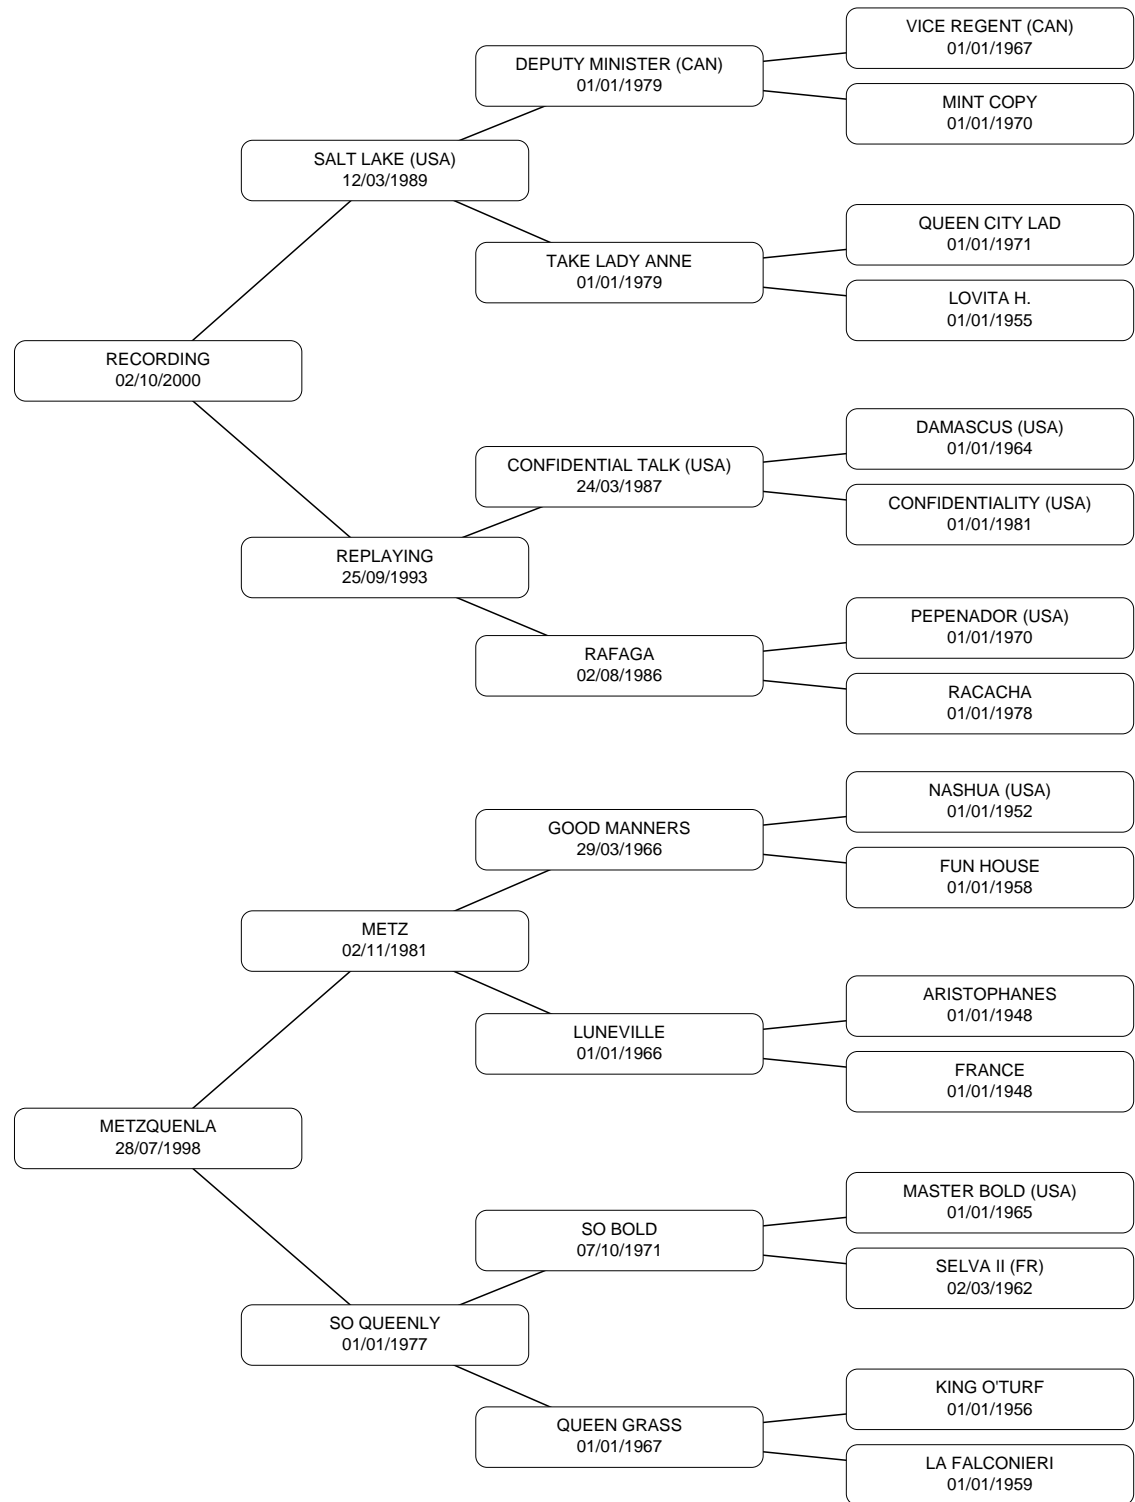 VICE REGENT (CAN)
01/01/1967
DEPUTY MINISTER (CAN)
01/01/1979
MINT COPY
01/01/1970
SALT LAKE (USA)
12/03/1989
QUEEN CITY LAD
01/01/1971
TAKE LADY ANNE
01/01/1979
LOVITA H.
01/01/1955
RECORDING
02/10/2000
DAMASCUS (USA)
01/01/1964
CONFIDENTIAL TALK (USA)
24/03/1987
CONFIDENTIALITY (USA)
01/01/1981
REPLAYING
25/09/1993
PEPENADOR (USA)
01/01/1970
RAFAGA
02/08/1986
RACACHA
01/01/1978
NASHUA (USA)
01/01/1952
GOOD MANNERS
29/03/1966
FUN HOUSE
01/01/1958
METZ
02/11/1981
ARISTOPHANES
01/01/1948
LUNEVILLE
01/01/1966
FRANCE
01/01/1948
METZQUENLA
28/07/1998
MASTER BOLD (USA)
01/01/1965
SO BOLD
07/10/1971
SELVA II (FR)
02/03/1962
SO QUEENLY
01/01/1977
KING O'TURF
01/01/1956
QUEEN GRASS
01/01/1967
LA FALCONIERI
01/01/1959